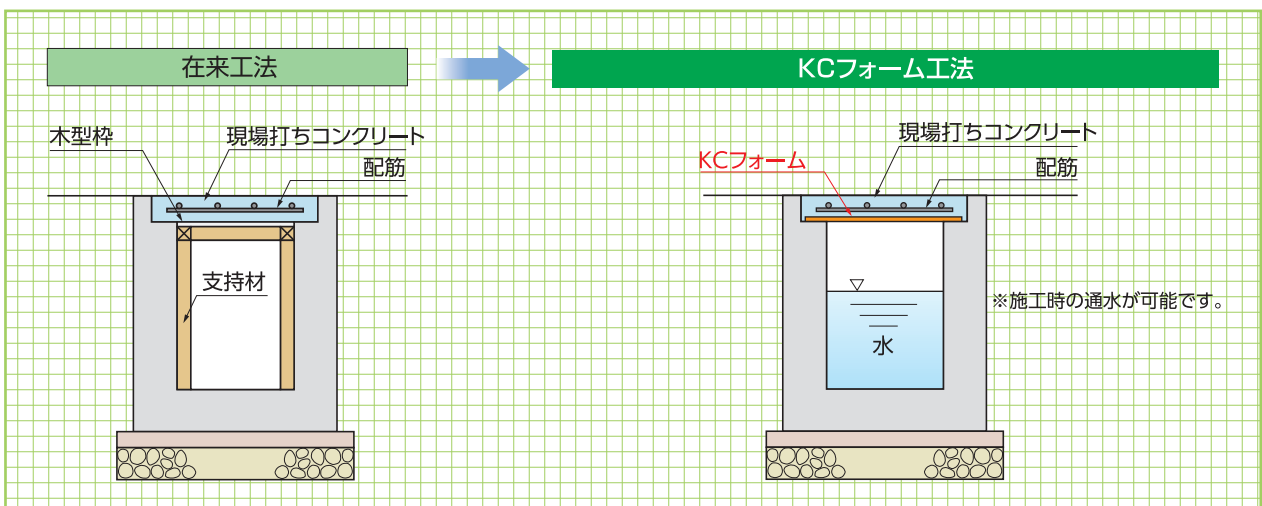 在来工法
KCフォーム工法
木型枠
現場打ちコンクリート
配筋
支持材
現場打ちコンクリート
KCフォーム
配筋
※施工時の通水が可能です。
水